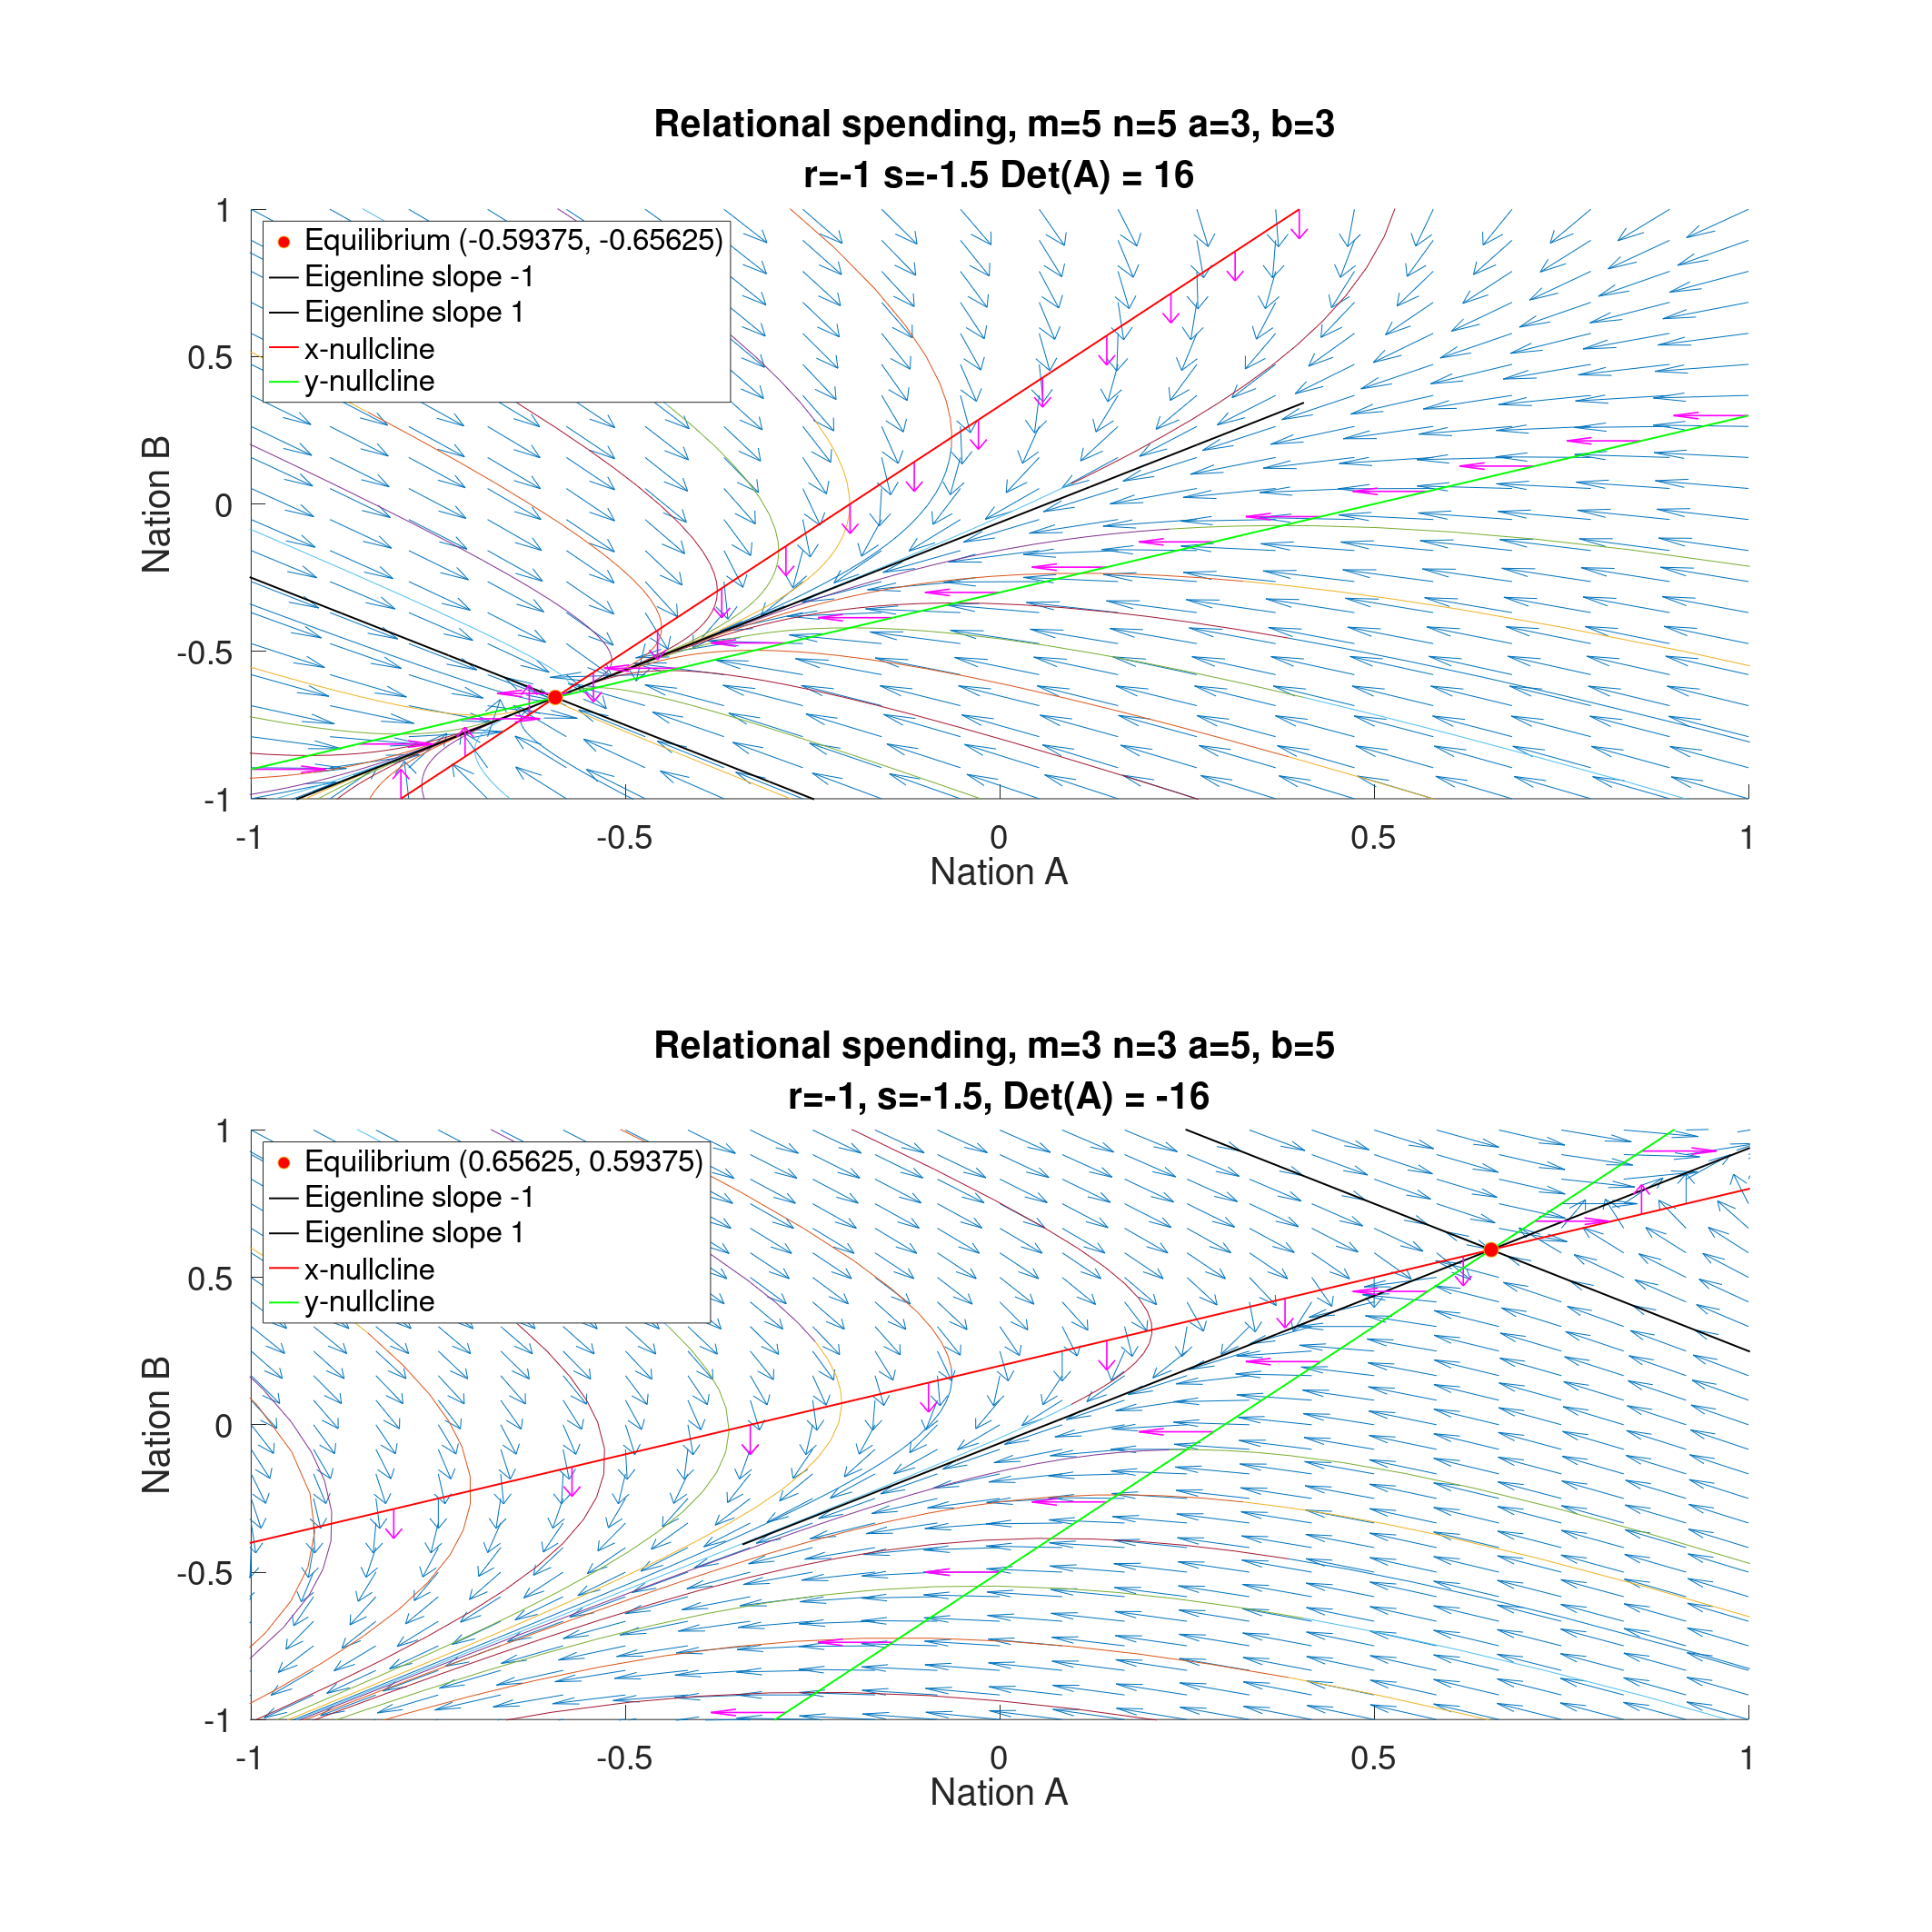 Relational spending, m=5 n=5 a=3, b=3
r=-1 s=-1.5 Det(A) = 16
1
0.5
0
-0.5
-1
Nation B
Equilibrium (-0.59375, -0.65625)
Eigenline slope -1
Eigenline slope 1
x-nullcline
y-nullcline
-1
-0.5
0
0.5
1
Nation A
Relational spending, m=3 n=3 a=5, b=5
r=-1, s=-1.5, Det(A) = -16
1
0.5
0
-0.5
-1
Nation B
Equilibrium (0.65625, 0.59375)
Eigenline slope -1
Eigenline slope 1
x-nullcline
y-nullcline
-1
-0.5
0
0.5
1
Nation A